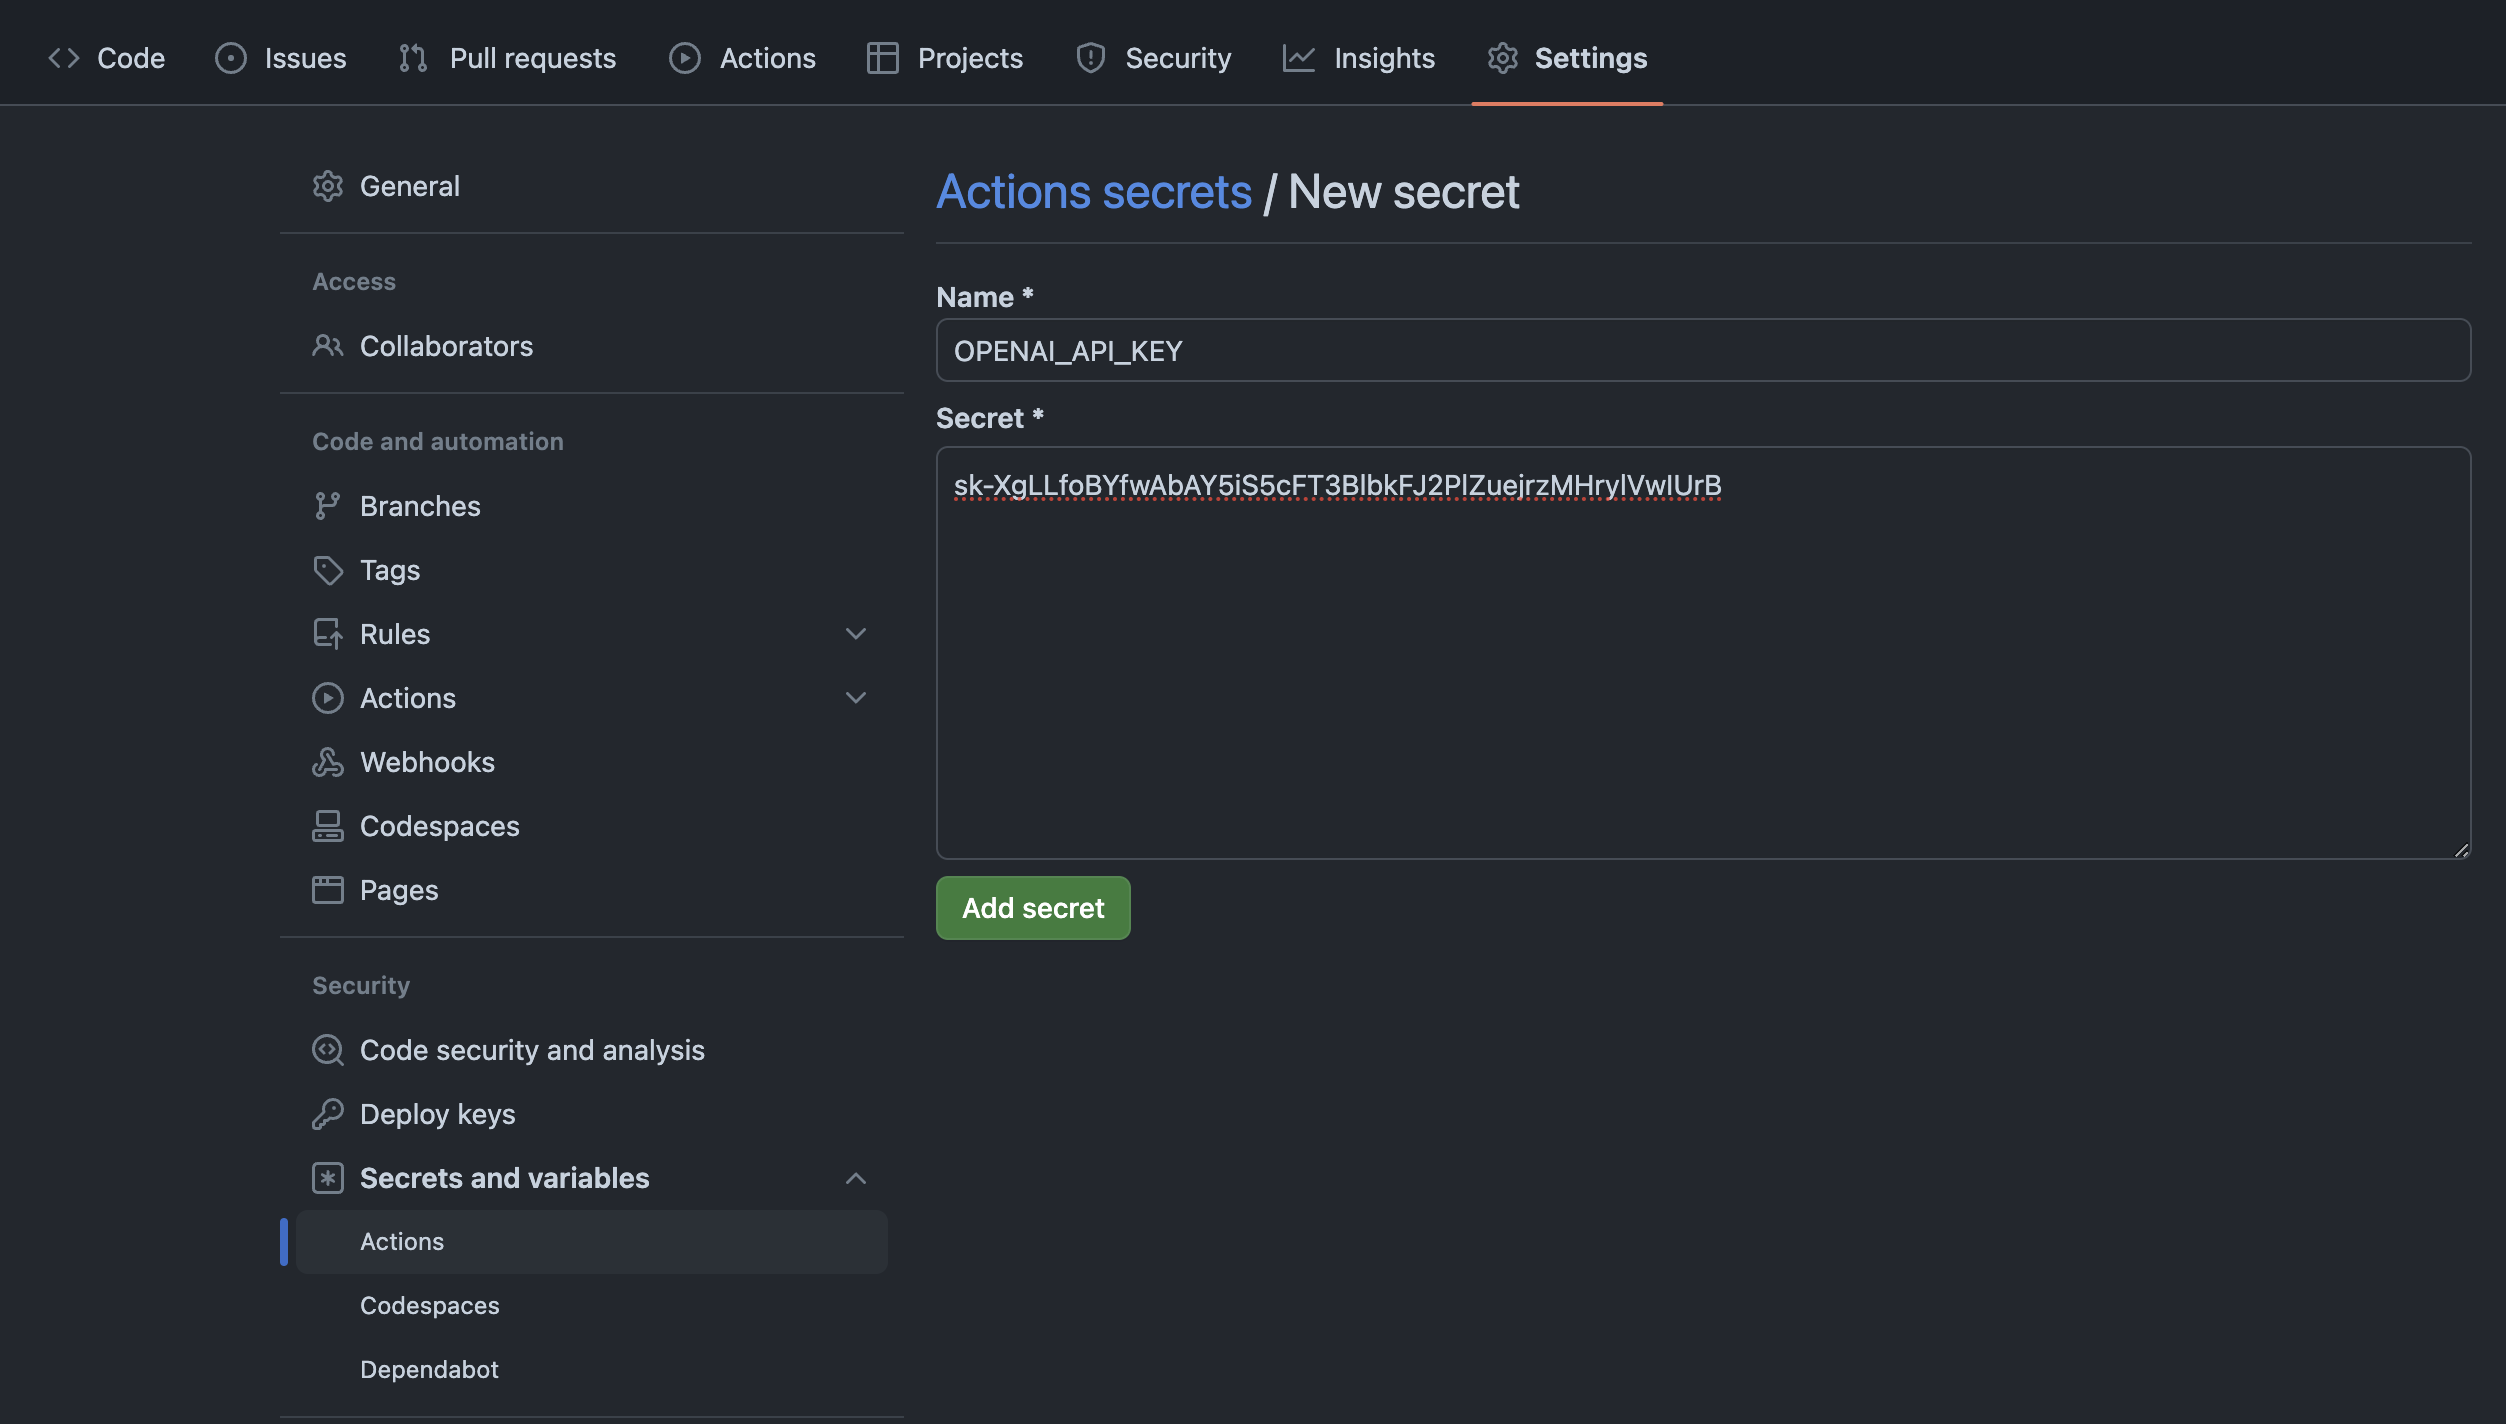 Code
Issues
Pull requests
Actions
Projects
Security
Insights
Settings
General
Access
Collaborators
Code and automation
Branches
Tags
Rules
Actions
Webhooks
Codespaces
Pages
Security
Code security and analysis
Deploy keys
Secrets and variables
Actions
Codespaces
Dependabot
Actions secrets / New secret
Name *
OPENAI_API_KEY
Secret *
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
Add secret